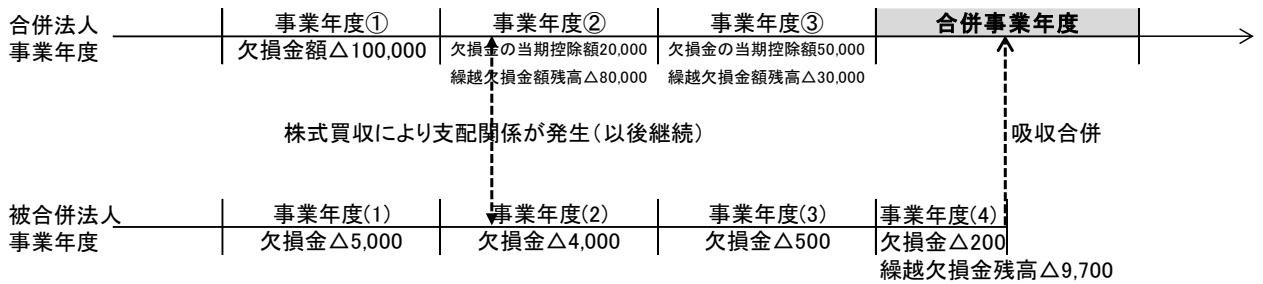 合併法人
事業年度
事業年度① 事業年度② 事業年度③ 合併事業年度
欠損金額△100,000 欠損金の当期控除額20,000 欠損金の当期控除額50,000
繰越欠損金額残高△80,000 繰越欠損金額残高△30,000
株式買収により支配関係が発生(以後継続) 吸収合併
被合併法人
事業年度
事業年度(1) 事業年度(2) 事業年度(3) 事業年度(4)
欠損金△5,000 欠損金△4,000 欠損金△500 欠損金△200
繰越欠損金残高△9,700